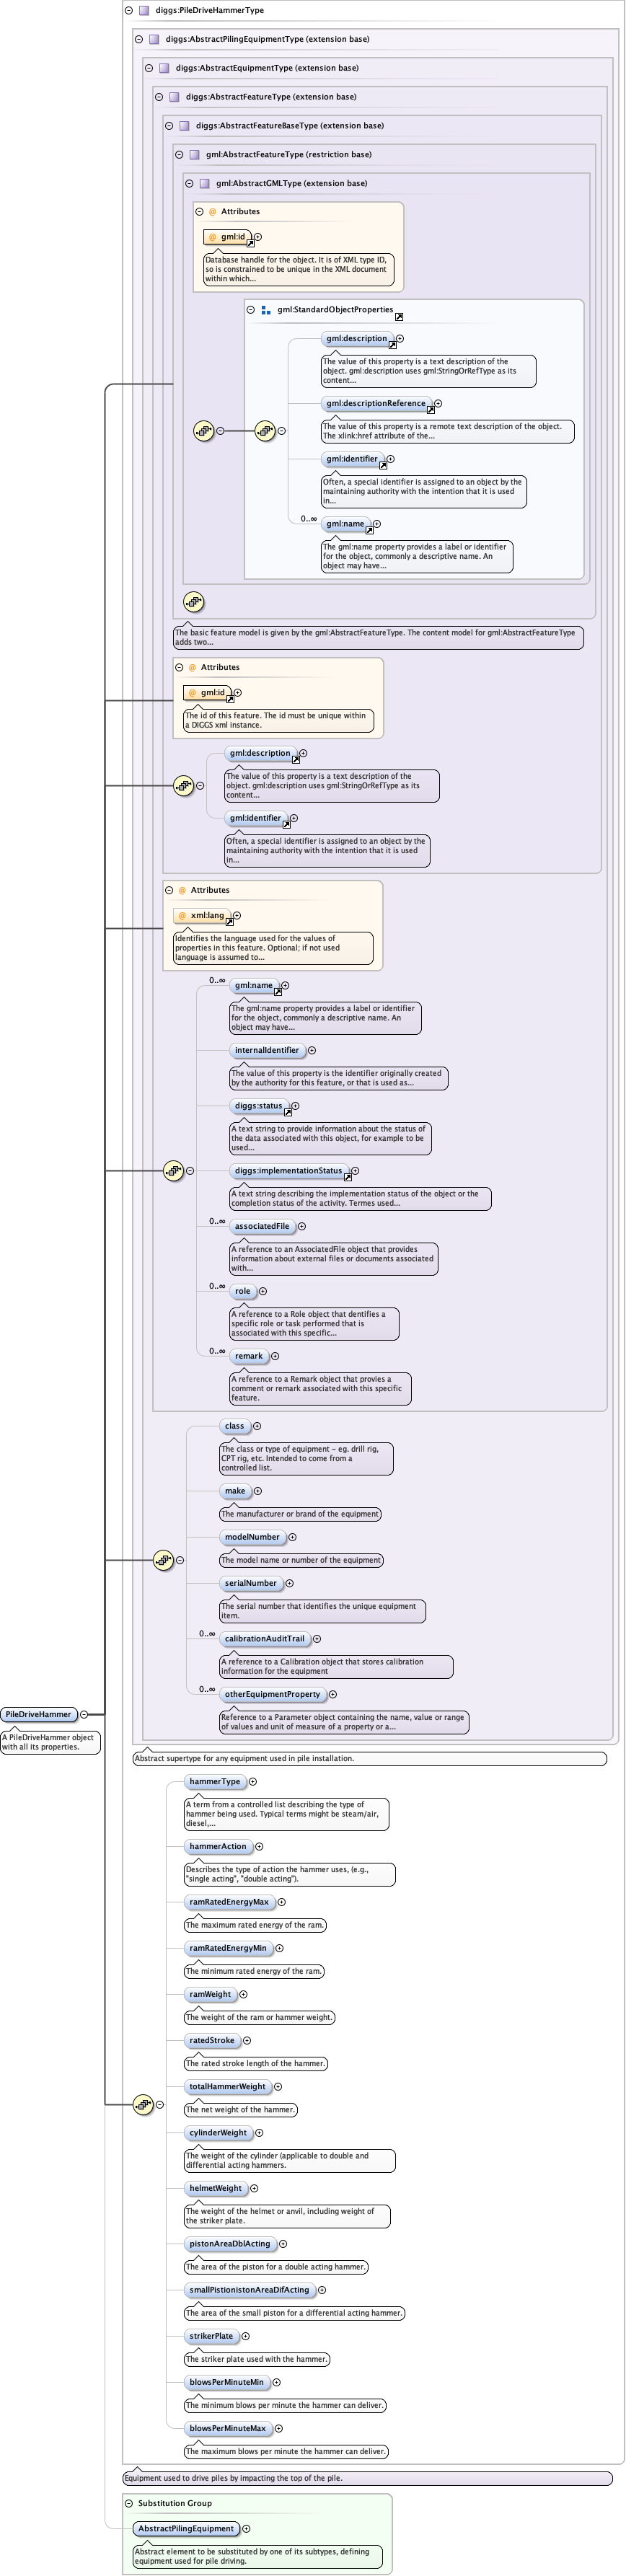 diggs:PileDriveHammerType
diggs:AbstractPilingEquipmentType (extension base)
diggs:AbstractEquipmentType (extension base)
diggs:AbstractFeatureType (extension base)
diggs:AbstractFeatureBaseType (extension base)
gml:AbstractFeatureType (restriction base)
gml:AbstractGMLType (extension base)
@ Attributes
@ gml:id
Database handle for the object. It is of XML type ID,
so is constrained to be unique in the XML document
within which...
gml:StandardObjectProperties
gml:description
The value of this property is a text description of the
object. gml:description uses gml:StringOrRefType as its
content...
gml:descriptionReference
The value of this property is a remote text description of the object.
The xlink:href attribute of the...
gml:identifier
Often, a special identifier is assigned to an object by the
maintaining authority with the intention that it is used
in...
0..∞
gml:name
The gml:name property provides a label or identifier
for the object, commonly a descriptive name. An
object may have...
The basic feature model is given by the gml:AbstractFeatureType. The content model for gml:AbstractFeatureType
adds two...
@ Attributes
@ gml:id
The id of this feature. The id must be unique within
a DIGGS xml instance.
gml:description
The value of this property is a text description of the
object. gml:description uses gml:StringOrRefType as its
content...
gml:identifier
Often, a special identifier is assigned to an object by the
maintaining authority with the intention that it is used
in...
@ Attributes
@ xml:lang
Identifies the language used for the values of
properties in this feature. Optional; if not used
language is assumed to...
0..∞
gml:name
The gml:name property provides a label or identifier
for the object, commonly a descriptive name. An
object may have...
internalIdentifier
The value of this property is the identifier originally created
by the authority for this feature, or that is used as...
diggs:status
A text string to provide information about the status of
the data associated with this object, for example to be
used...
diggs:implementationStatus
A text string describing the implementation status of the object or the
completion status of the activity. Termes used...
0..∞
associatedFile
A reference to an AssociatedFile object that provides
information about external files or documents associated
with...
0..∞
role
A reference to a Role object that dentifies a
specific role or task performed that is
associated with this specific...
0..∞
remark
A reference to a Remark object that provies a
comment or remark associated with this specific
feature.
class
The class or type of equipment - eg. drill rig,
CPT rig, etc. Intended to come from a
controlled list.
make
The manufacturer or brand of the equipment
modelNumber
The model name or number of the equipment
serialNumber
The serial number that identifies the unique equipment
item.
0..∞
calibrationAuditTrail
A reference to a Calibration object that stores calibration
information for the equipment
0..∞
otherEquipmentProperty
Reference to a Parameter object containing the name, value or range
of values and unit of measure of a property or a...
PileDriveHammer
A PileDriveHammer object
with all its properties.
Abstract supertype for any equipment used in pile installation.
hammerType
A term from a controlled list describing the type of
hammer being used. Typical terms might be steam/air,
diesel,...
hammerAction
Describes the type of action the hammer uses, (e.g.,
"single acting", "double acting").
ramRatedEnergyMax
The maximum rated energy of the ram.
ramRatedEnergyMin
The minimum rated energy of the ram.
ramWeight
The weight of the ram or hammer weight.
ratedStroke
The rated stroke length of the hammer.
totalHammerWeight
The net weight of the hammer.
cylinderWeight
The weight of the cylinder (applicable to double and
differential acting hammers.
helmetWeight
The weight of the helmet or anvil, including weight of
the striker plate.
pistonAreaDblActing
The area of the piston for a double acting hammer.
smallPistionistonAreaDifActing
The area of the small piston for a differential acting hammer.
strikerPlate
The striker plate used with the hammer.
blowsPerMinuteMin
The minimum blows per minute the hammer can deliver.
blowsPerMinuteMax
The maximum blows per minute the hammer can deliver.
Equipment used to drive piles by impacting the top of the pile.
Substitution Group
AbstractPilingEquipment
Abstract element to be substituted by one of its subtypes, defining
equipment used for pile driving.